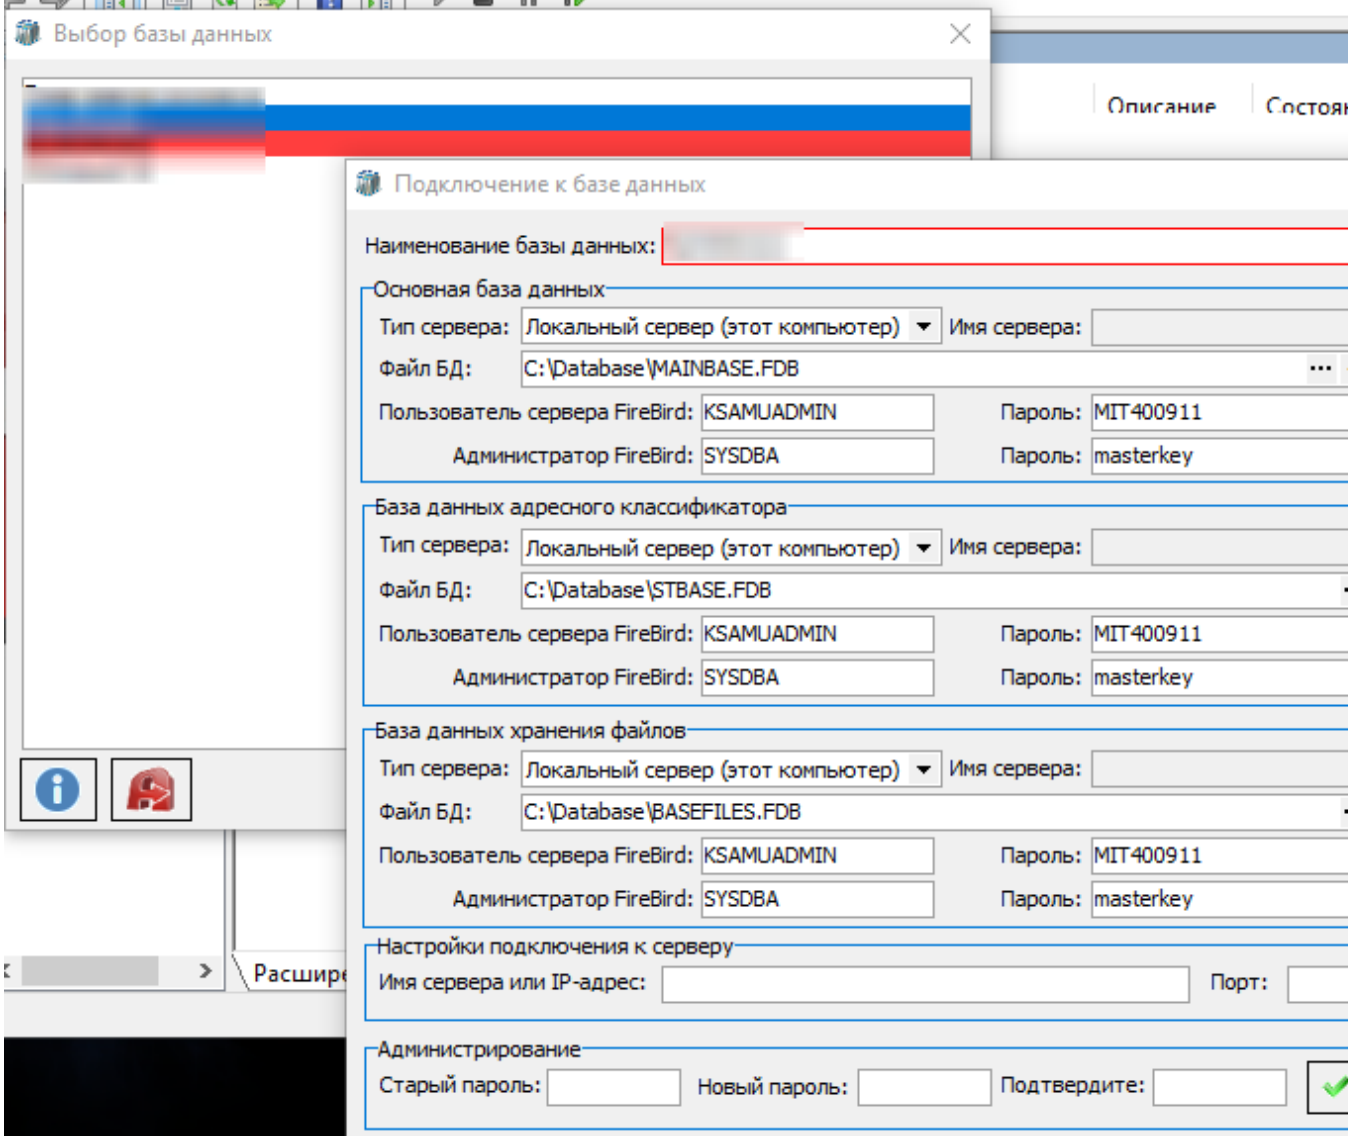 Выбор базы данных
Описание
Подключение к базе данных
Наименование базы данных:
Основная база данных
Тип сервера: Локальный сервер (этот компьютер) Имя сервера:
Файл БД: C:\Database\MAINBASE.FDB ...
Пользователь сервера FireBird: KSAMUADMIN Пароль: MIT400911
Администратор FireBird: SYSDBA Пароль: masterkey
База данных адресного классификатора
Тип сервера: Локальный сервер (этот компьютер) Имя сервера:
Файл БД: C:\Database\STBASE.FDB
Пользователь сервера FireBird: KSAMUADMIN Пароль: MIT400911
Администратор FireBird: SYSDBA Пароль: masterkey
База данных хранения файлов
Тип сервера: Локальный сервер (этот компьютер) Имя сервера:
Файл БД: C:\Database\BASEFILES.FDB
Пользователь сервера FireBird: KSAMUADMIN Пароль: MIT400911
Администратор FireBird: SYSDBA Пароль: masterkey
Настройки подключения к серверу
Имя сервера или IP-адрес: Порт:
Расшире
Администрирование
Старый пароль: Новый пароль: Подтвердите: